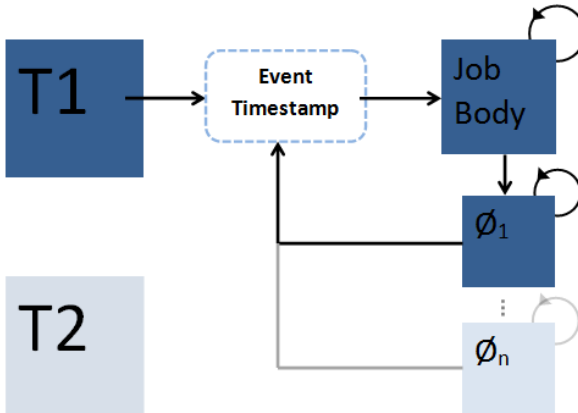 T1
Event
Timestamp
Job
Body
Ø1
⋮
T2
Øn